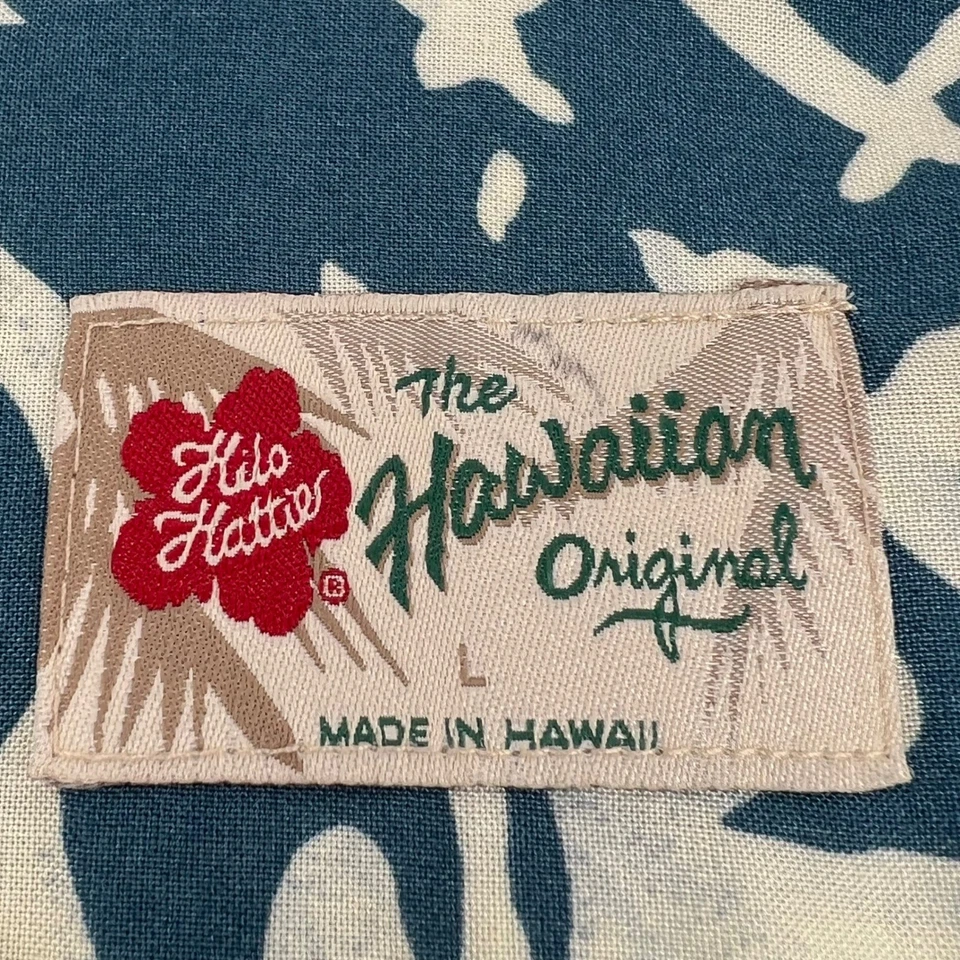 Hilo
Hattie®
The
Hawaiian
Original
L
MADE IN HAWAII